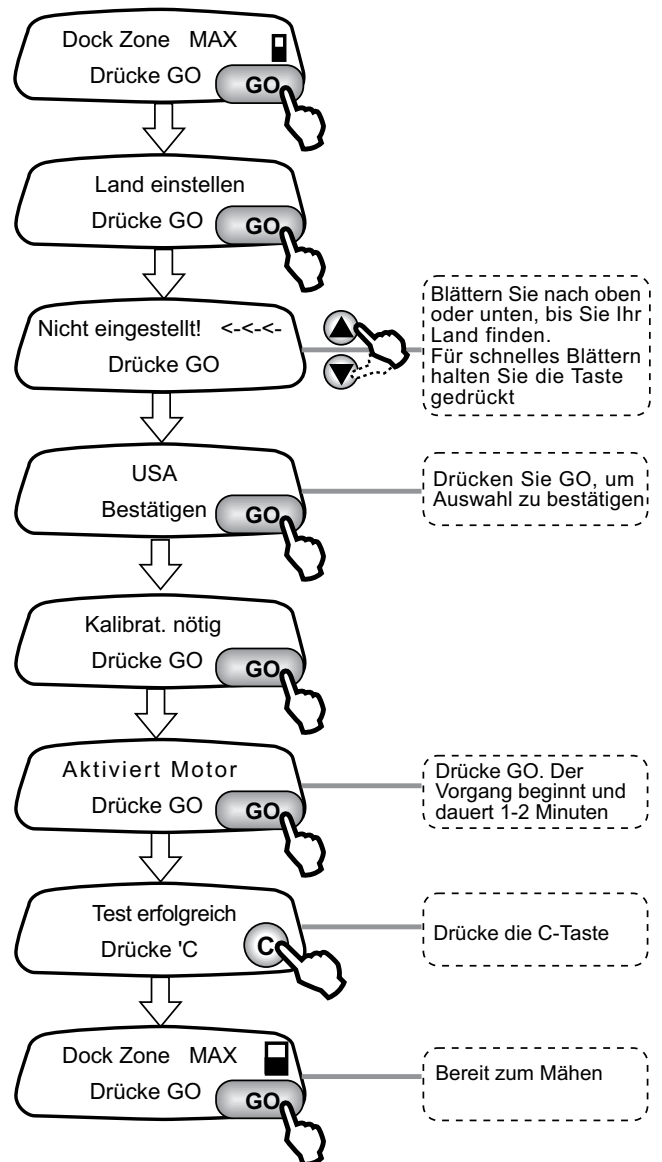 Dock Zone MAX
Drücke GO GO
Land einstellen
Drücke GO GO
Nicht eingestellt! <-<-<-
Drücke GO
Blättern Sie nach oben
oder unten, bis Sie Ihr
Land finden.
Für schnelles Blättern
halten Sie die Taste
gedrückt
USA
Bestätigen GO
Drücken Sie GO, um
Auswahl zu bestätigen
Kalibrat. nötig
Drücke GO GO
Aktiviert Motor
Drücke GO GO
Drücke GO. Der
Vorgang beginnt und
dauert 1-2 Minuten
Test erfolgreich
Drücke 'C C
Drücke die C-Taste
Dock Zone MAX
Drücke GO GO
Bereit zum Mähen